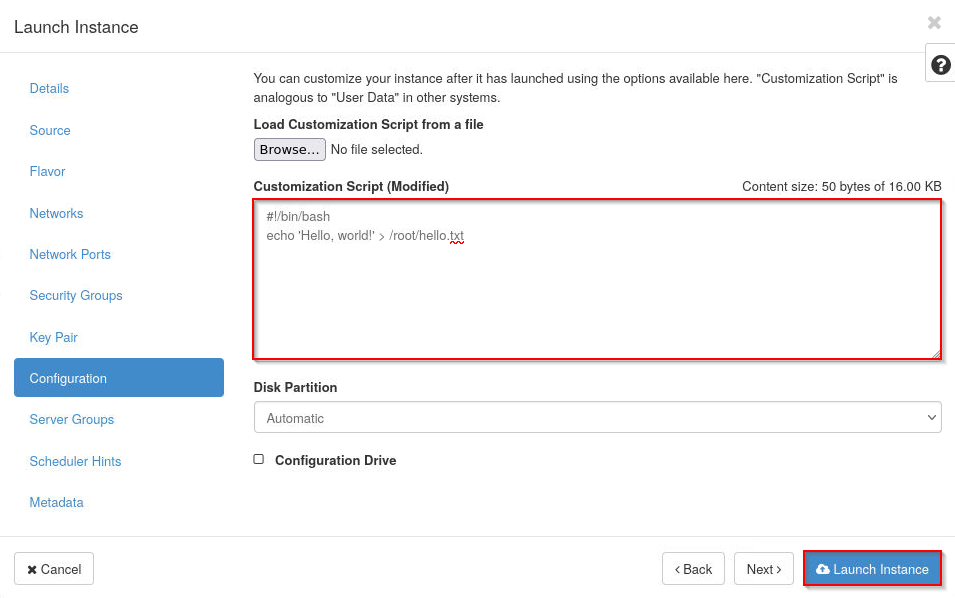 Launch Instance
Details
Source
Flavor
Networks
Network Ports
Security Groups
Key Pair
Configuration
Server Groups
Scheduler Hints
Metadata
You can customize your instance after it has launched using the options available here. "Customization Script" is
analogous to "User Data" in other systems.
Load Customization Script from a file
Browse... No file selected.
Customization Script (Modified) Content size: 50 bytes of 16.00 KB
#!/bin/bash
echo 'Hello, world!' > /root/hello.txt
Disk Partition
Automatic
Configuration Drive
Cancel
< Back
Next >
Launch Instance